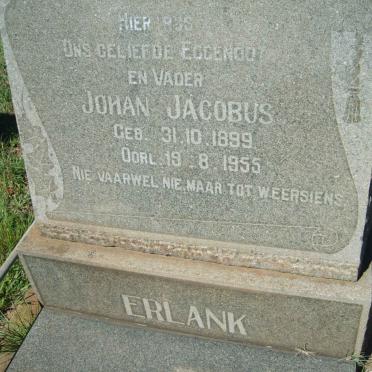 Hier rus
Ons geliefde Eggenoot
en Vader
Johan Jacobus
Geb. 31.10.1899
Oorl. 19.8.1955
Nie vaarwel nie, maar tot weersiens
Erlank